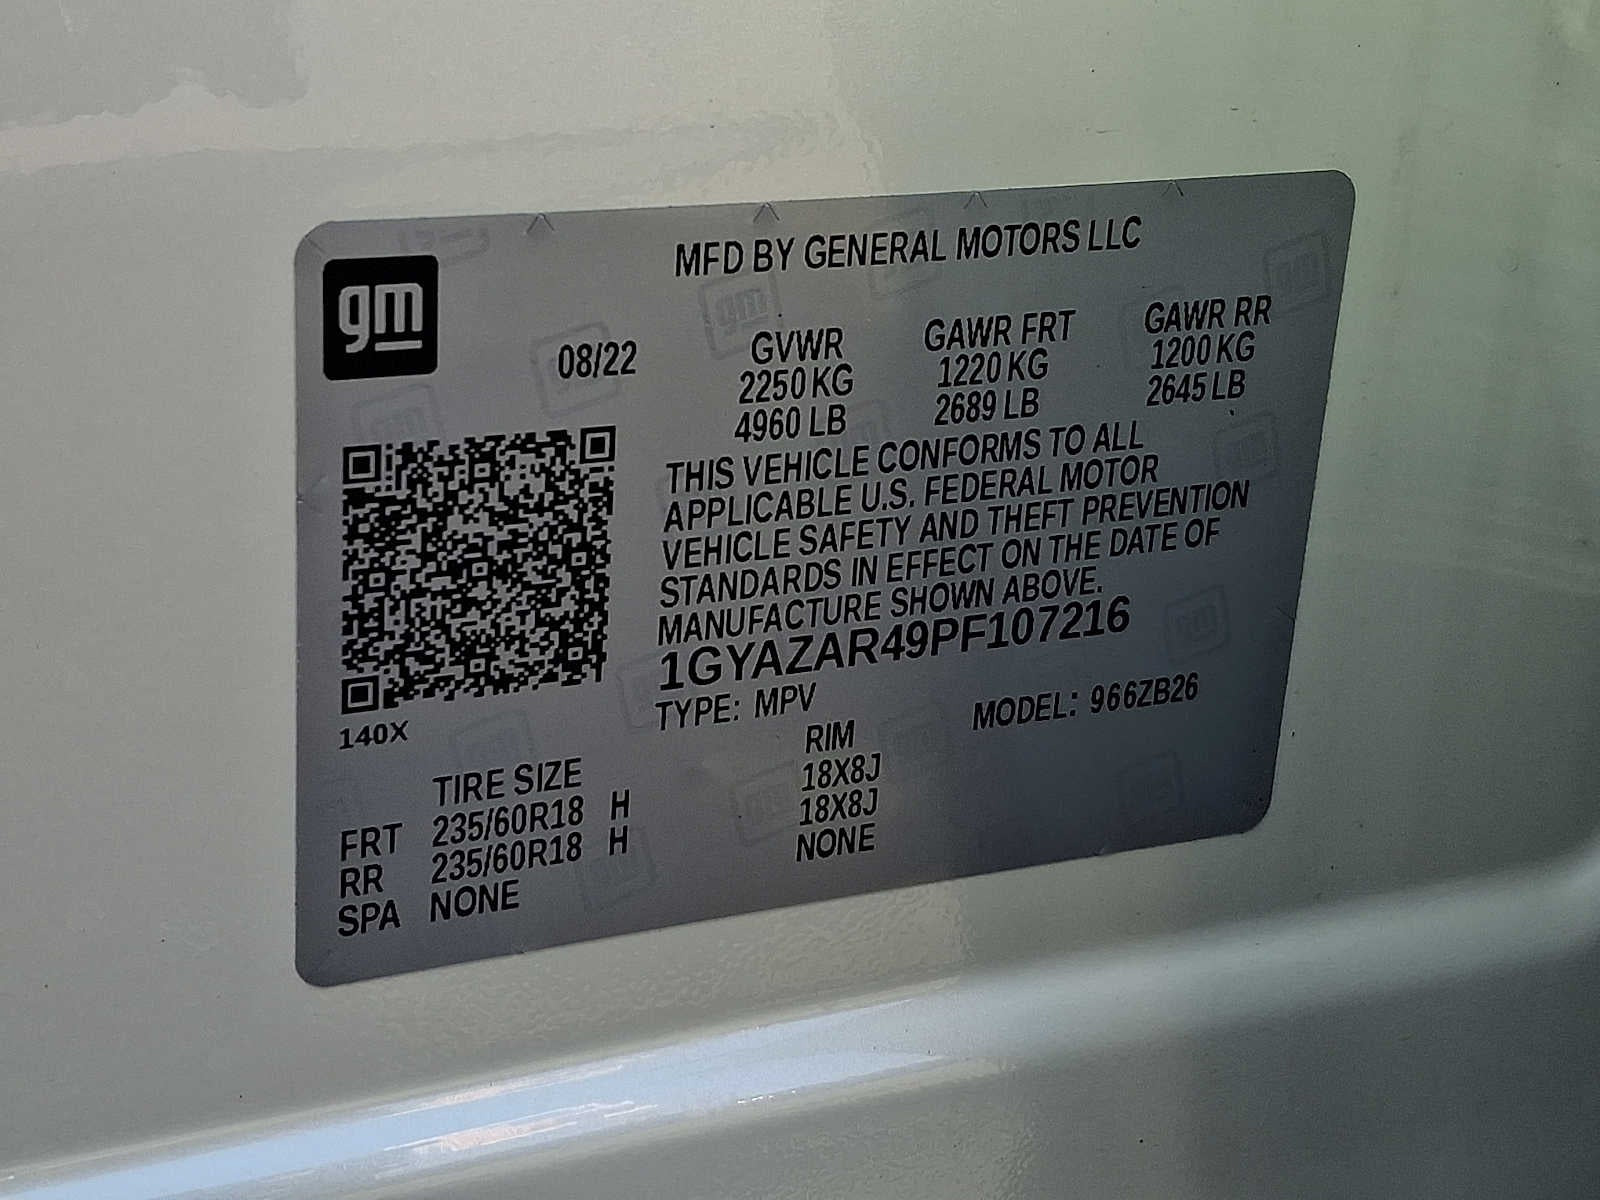 gm
MFD BY GENERAL MOTORS LLC
08/22
GVWR
2250 KG
4960 LB
GAWR FRT
1220 KG
2689 LB
GAWR RR
1200 KG
2645 LB
THIS VEHICLE CONFORMS TO ALL
APPLICABLE U.S. FEDERAL MOTOR
VEHICLE SAFETY AND THEFT PREVENTION
STANDARDS IN EFFECT ON THE DATE OF
MANUFACTURE SHOWN ABOVE.
1GYAZAR49PF107216
TYPE: MPV
MODEL: 966ZB26
140X
TIRE SIZE RIM
FRT 235/60R18 H 18X8J
RR 235/60R18 H 18X8J
SPA NONE NONE